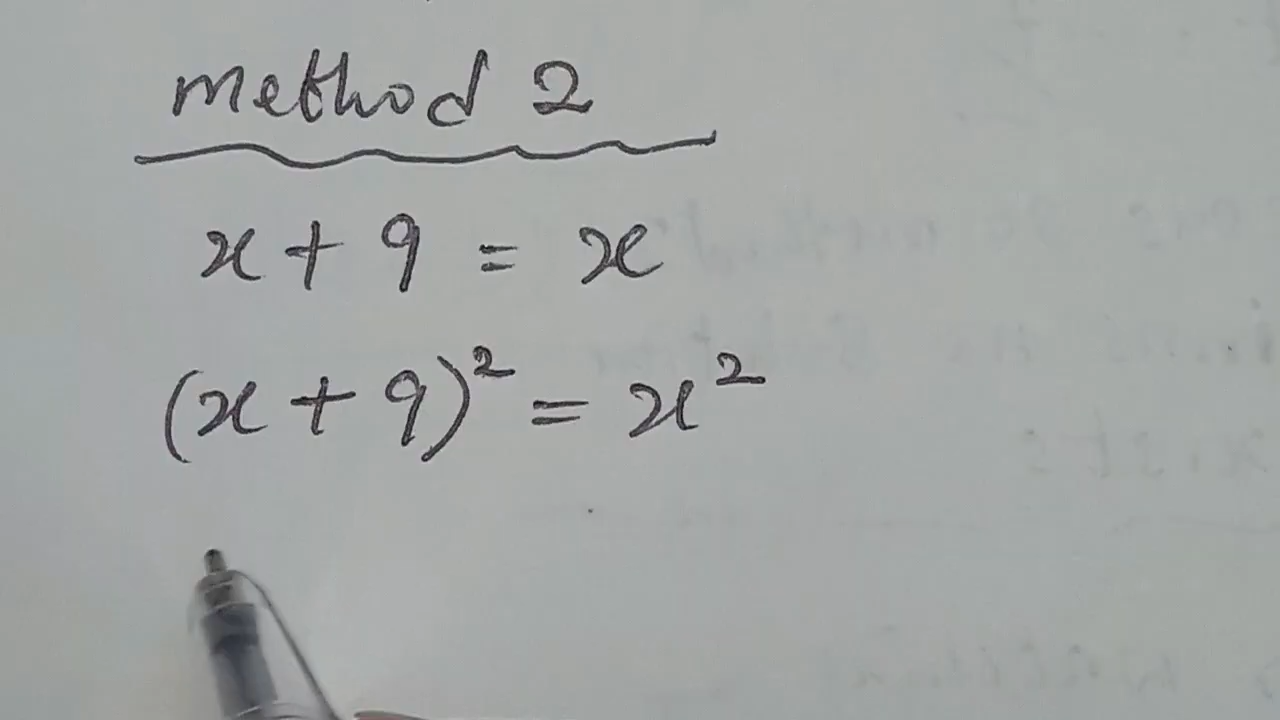 method 2
x + 9 = x
(x + 9)² = x²